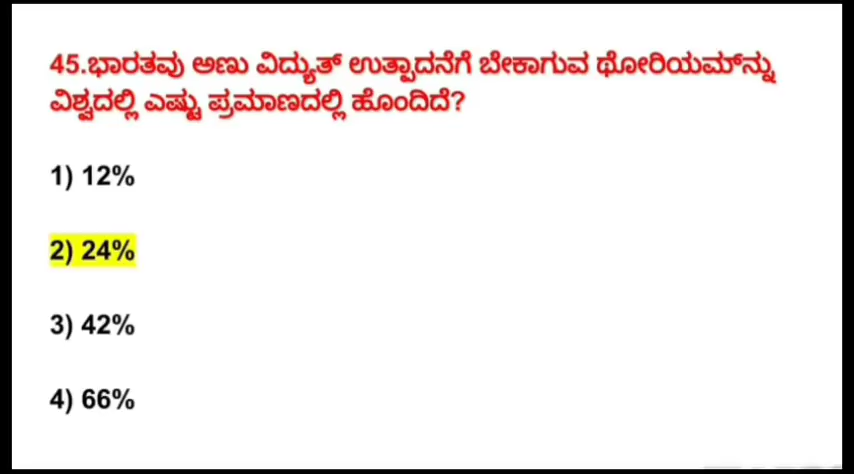 45.ಭಾರತವು ಅಣು ವಿದ್ಯುತ್ ಉತ್ಪಾದನೆಗೆ ಬೇಕಾಗುವ ಥೋರಿಯಮ್‌ನ್ನು
ವಿಶ್ವದಲ್ಲಿ ಎಷ್ಟು ಪ್ರಮಾಣದಲ್ಲಿ ಹೊಂದಿದೆ?
1) 12%
2) 24%
3) 42%
4) 66%